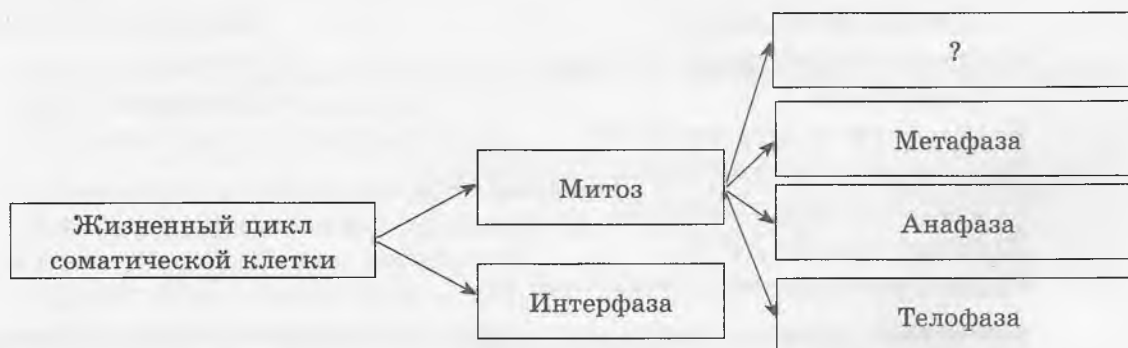 ?
Метафаза
Митоз
Анафаза
Жизненный цикл
соматической клетки
Интерфаза
Телофаза